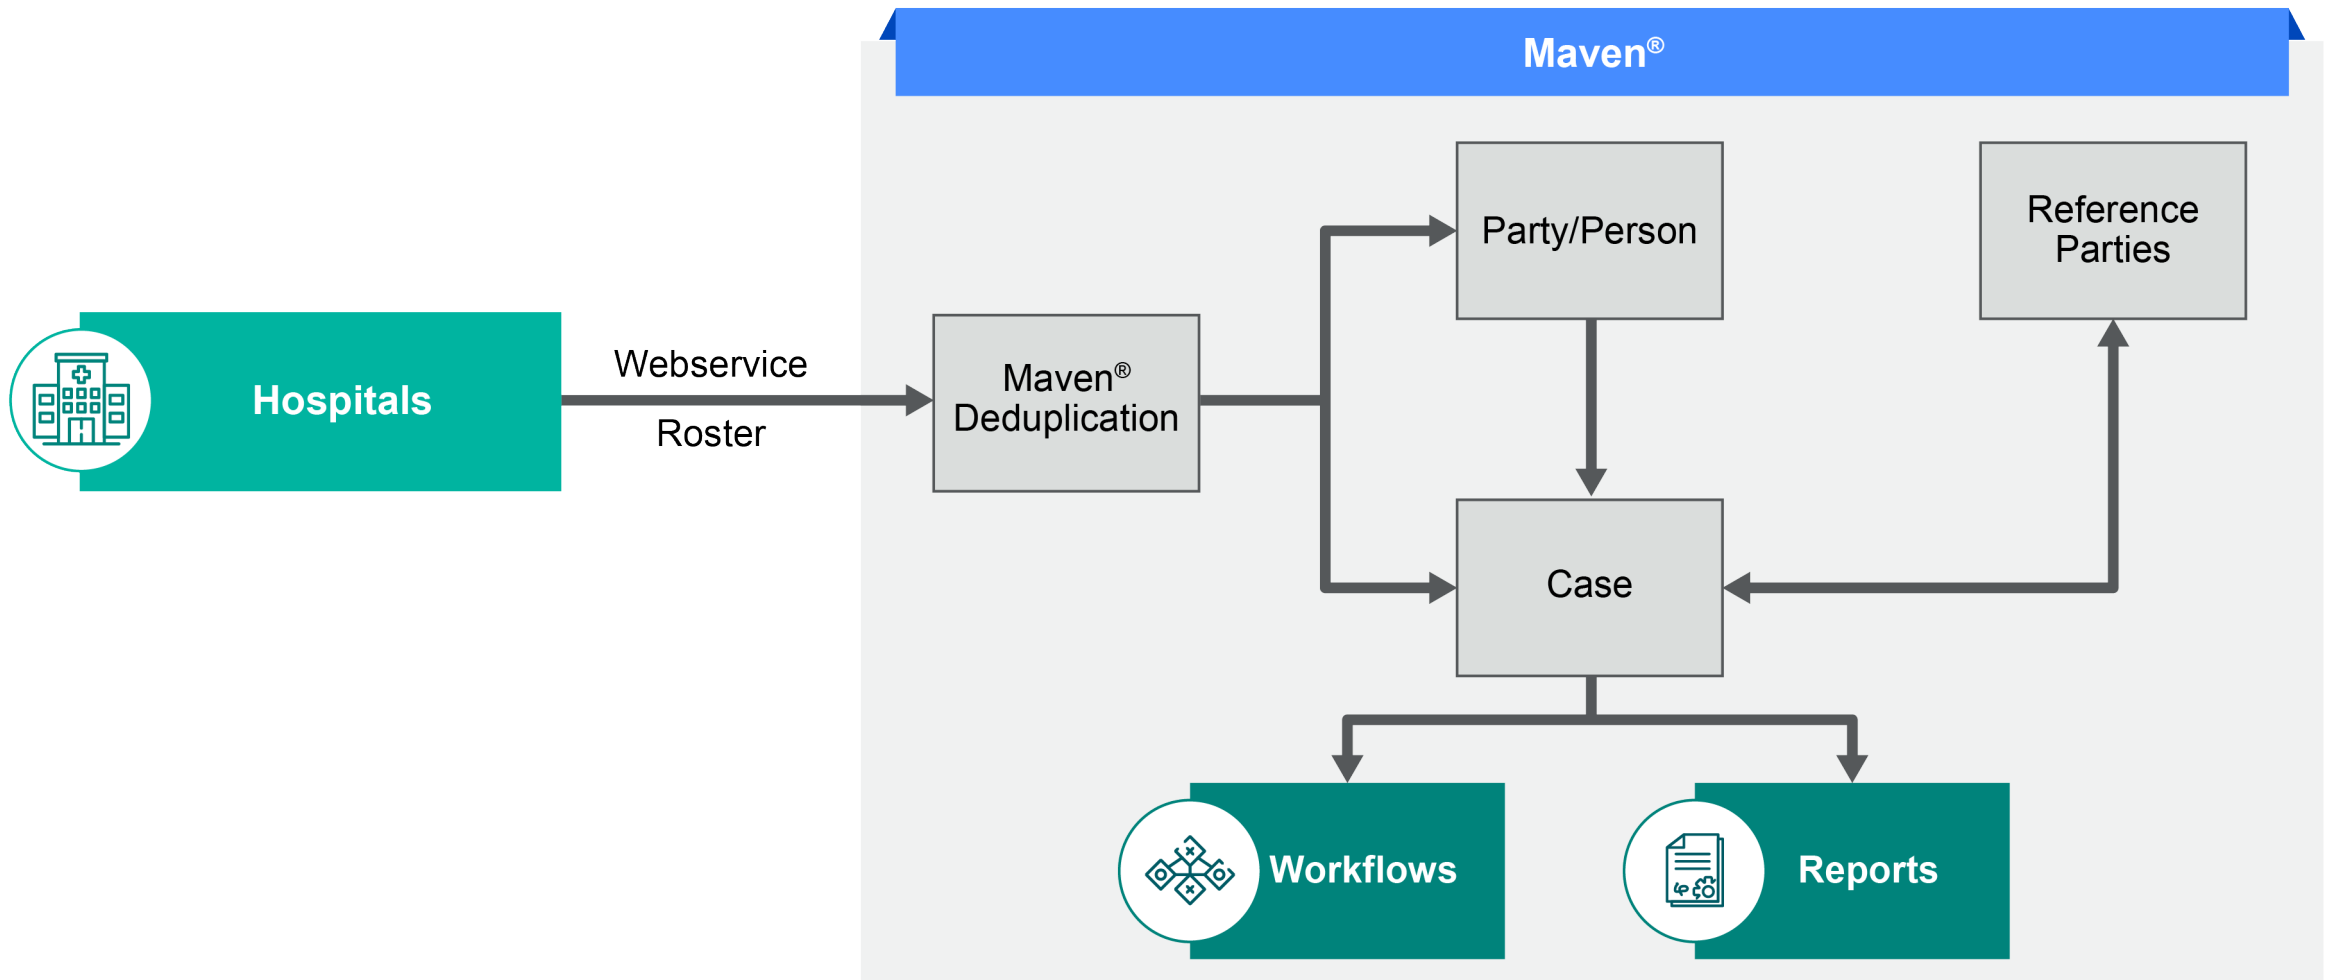 Maven®
Party/Person
Reference
Parties
Hospitals
Webservice
Roster
Maven®
Deduplication
Case
Workflows
Reports